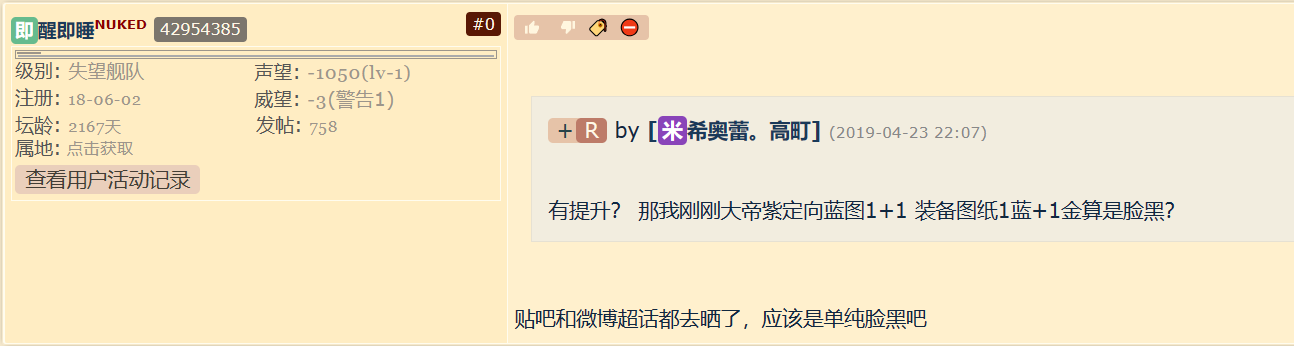 即醒即睡NUKED 42954385 #0
级别: 失望舰队 声望: -1050(lv-1)
注册: 18-06-02 威望: -3(警告1)
坛龄: 2167天 发帖: 758
属地: 点击获取
查看用户活动记录
+ R by [米希奥蕾。高町] (2019-04-23 22:07)
有提升? 那我刚刚大帝紫定向蓝图1+1 装备图纸1蓝+1金算是脸黑?
贴吧和微博超话都去晒了，应该是单纯脸黑吧